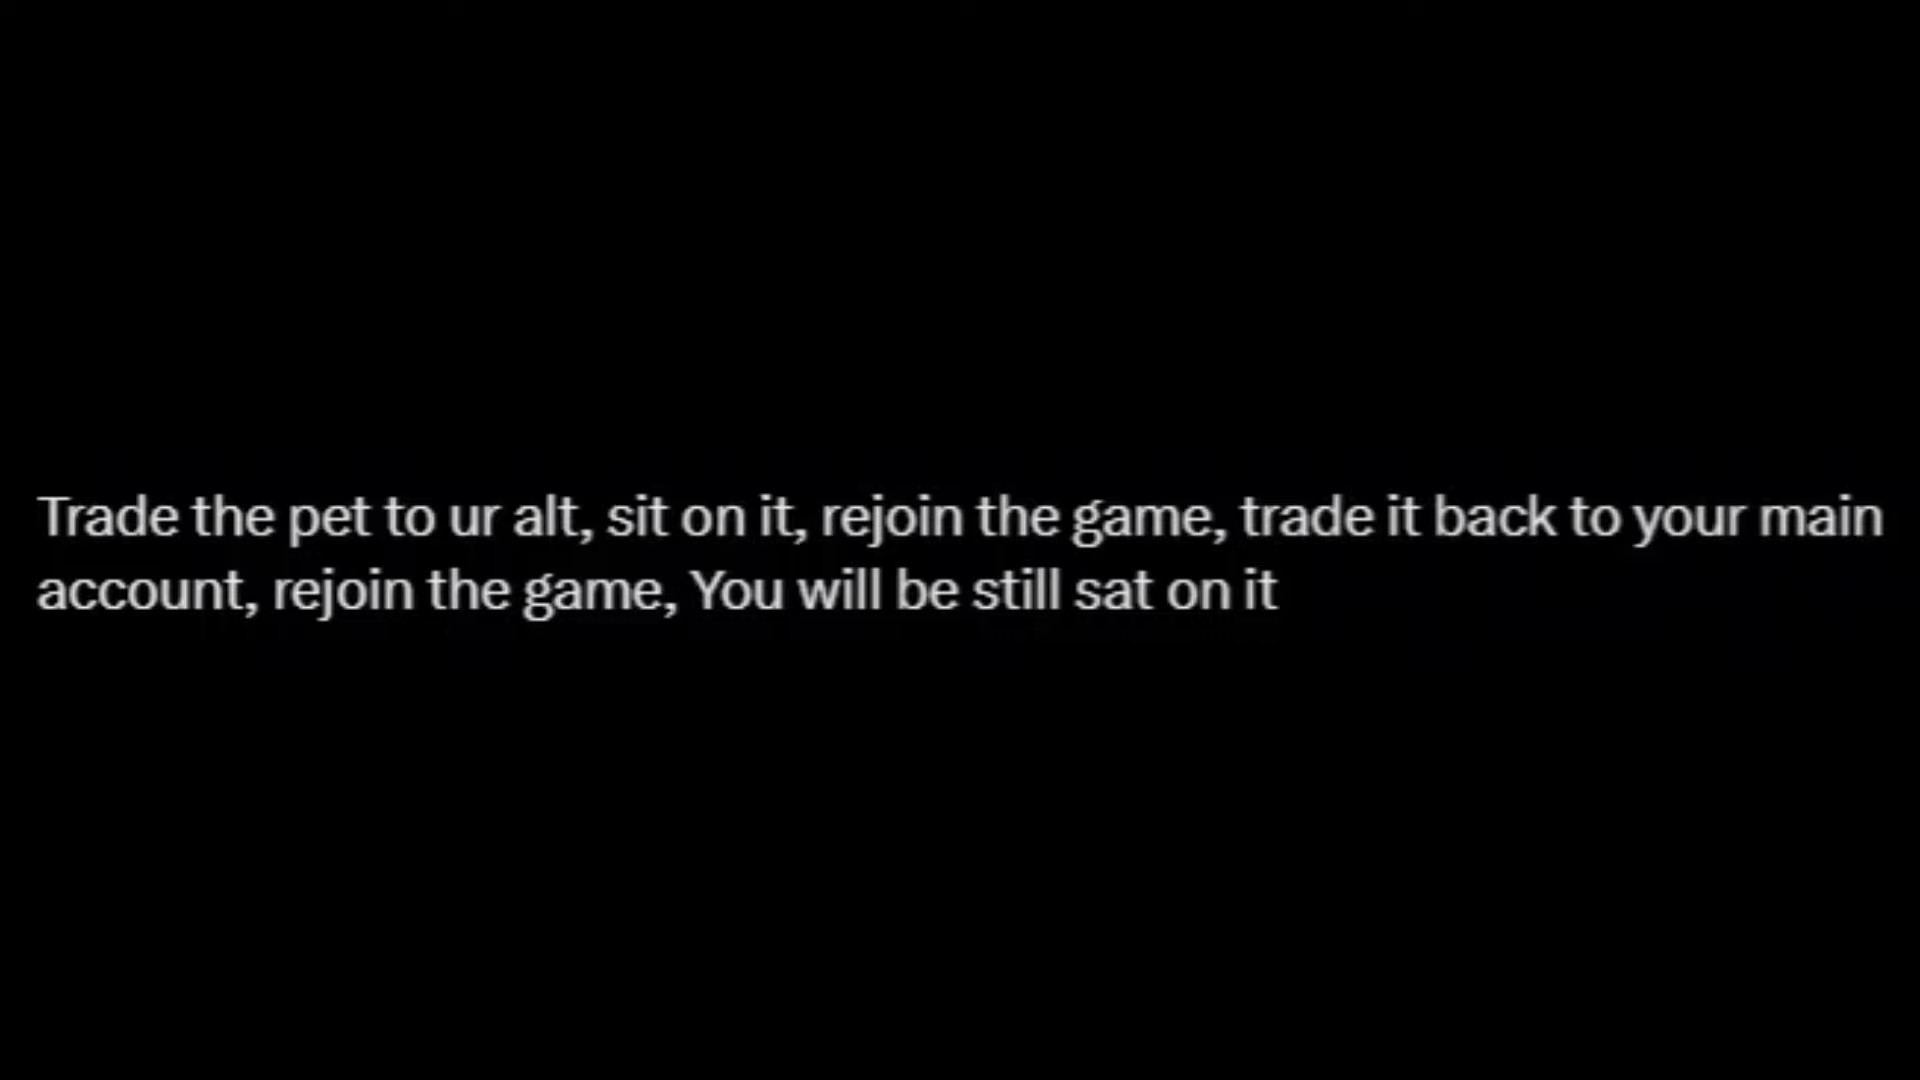 Trade the pet to ur alt, sit on it, rejoin the game, trade it back to your main
account, rejoin the game, You will be still sat on it